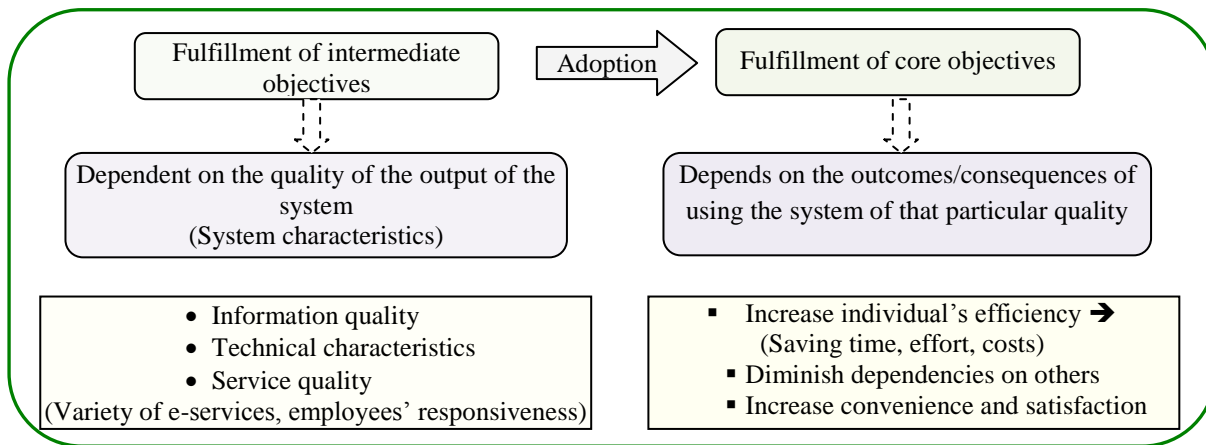 Fulfillment of intermediate
objectives
Adoption
Fulfillment of core objectives
Dependent on the quality of the output of the
system
(System characteristics)
Depends on the outcomes/consequences of
using the system of that particular quality
• Information quality
• Technical characteristics
• Service quality
(Variety of e-services, employees’ responsiveness)
▪ Increase individual’s efficiency ➔
(Saving time, effort, costs)
▪ Diminish dependencies on others
▪ Increase convenience and satisfaction